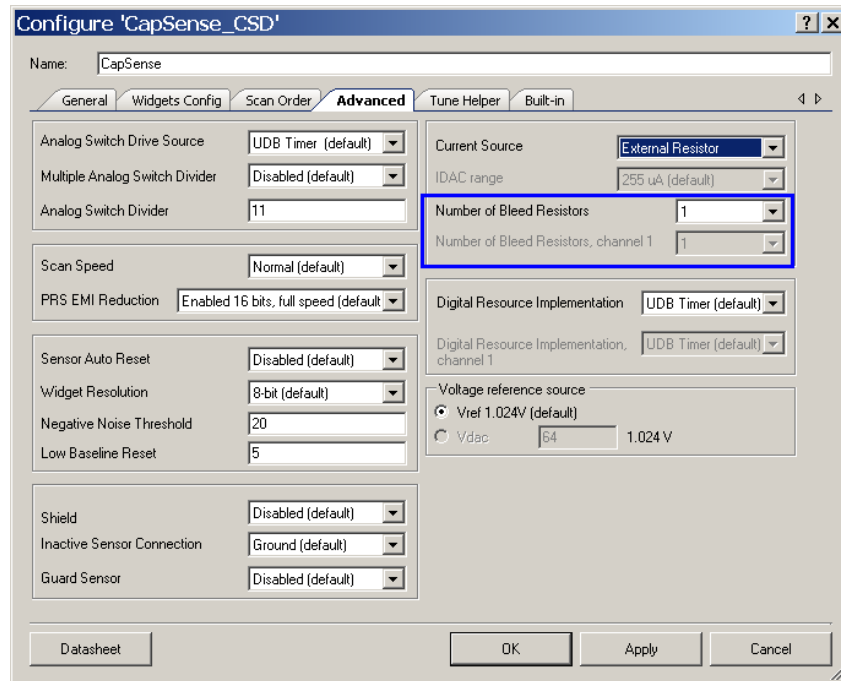 Configure 'CapSense_CSD'
Name: CapSense
General Widgets Config Scan Order Advanced Tune Helper Built-in
Analog Switch Drive Source UDB Timer (default)
Multiple Analog Switch Divider Disabled (default)
Analog Switch Divider 11
Scan Speed Normal (default)
PRS EMI Reduction Enabled 16 bits, full speed (default
Sensor Auto Reset Disabled (default)
Widget Resolution 8-bit (default)
Negative Noise Threshold 20
Low Baseline Reset 5
Shield Disabled (default)
Inactive Sensor Connection Ground (default)
Guard Sensor Disabled (default)
Current Source External Resistor
IDAC range 255 uA (default)
Number of Bleed Resistors 1
Number of Bleed Resistors, channel 1 1
Digital Resource Implementation UDB Timer (default)
Digital Resource Implementation, UDB Timer (default)
channel 1
Voltage reference source
Vref 1.024V (default)
Vdac 64 1.024 V
Datasheet OK Apply Cancel